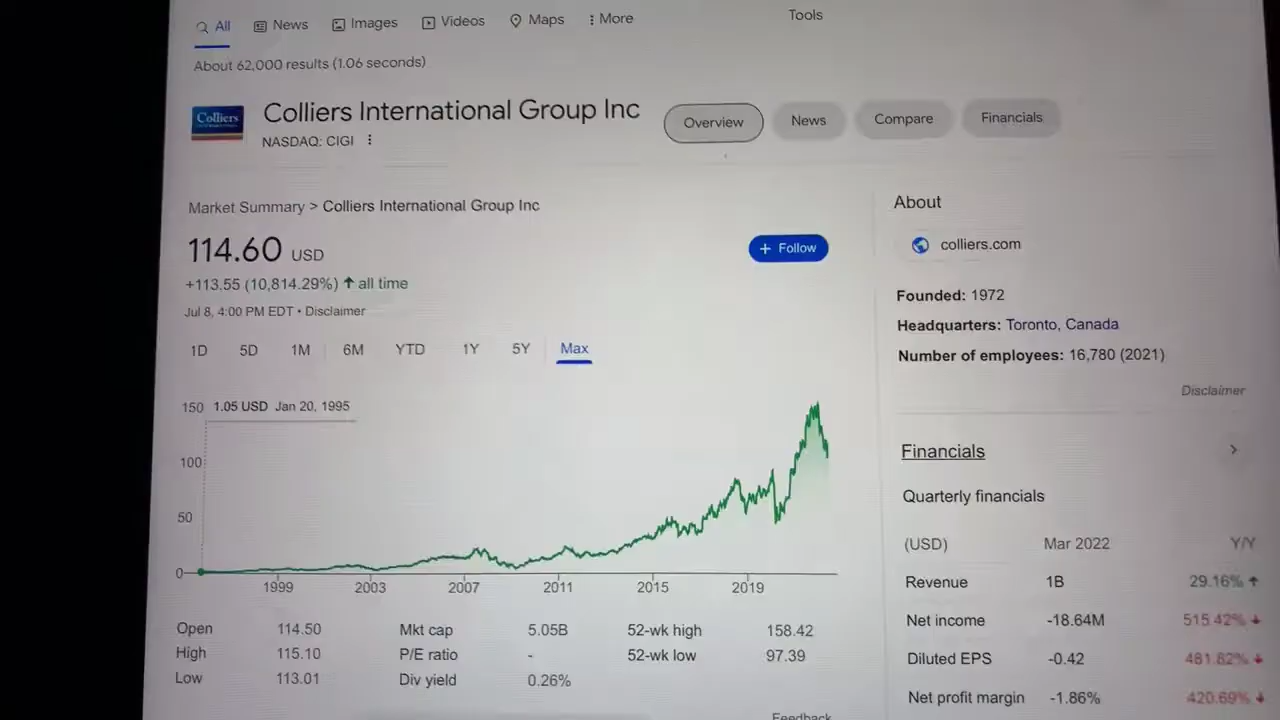 All News Images Videos Maps More Tools
About 62,000 results (1.06 seconds)
Colliers
Colliers International Group Inc
NASDAQ: CIGI
Overview News Compare Financials
Market Summary > Colliers International Group Inc
114.60 USD
+ Follow
+113.55 (10,814.29%) ↑ all time
Jul 8, 4:00 PM EDT • Disclaimer
1D 5D 1M 6M YTD 1Y 5Y Max
1.05 USD Jan 20, 1995
150
100
50
0
1999 2003 2007 2011 2015 2019
Open 114.50 Mkt cap 5.05B 52-wk high 158.42
High 115.10 P/E ratio - 52-wk low 97.39
Low 113.01 Div yield 0.26%
Feedback
About
colliers.com
Founded: 1972
Headquarters: Toronto, Canada
Number of employees: 16,780 (2021)
Disclaimer
Financials
Quarterly financials
(USD) Mar 2022 Y/Y
Revenue 1B 29.16% ↑
Net income -18.64M 515.42% ↓
Diluted EPS -0.42 481.82% ↓
Net profit margin -1.86% 420.69% ↓